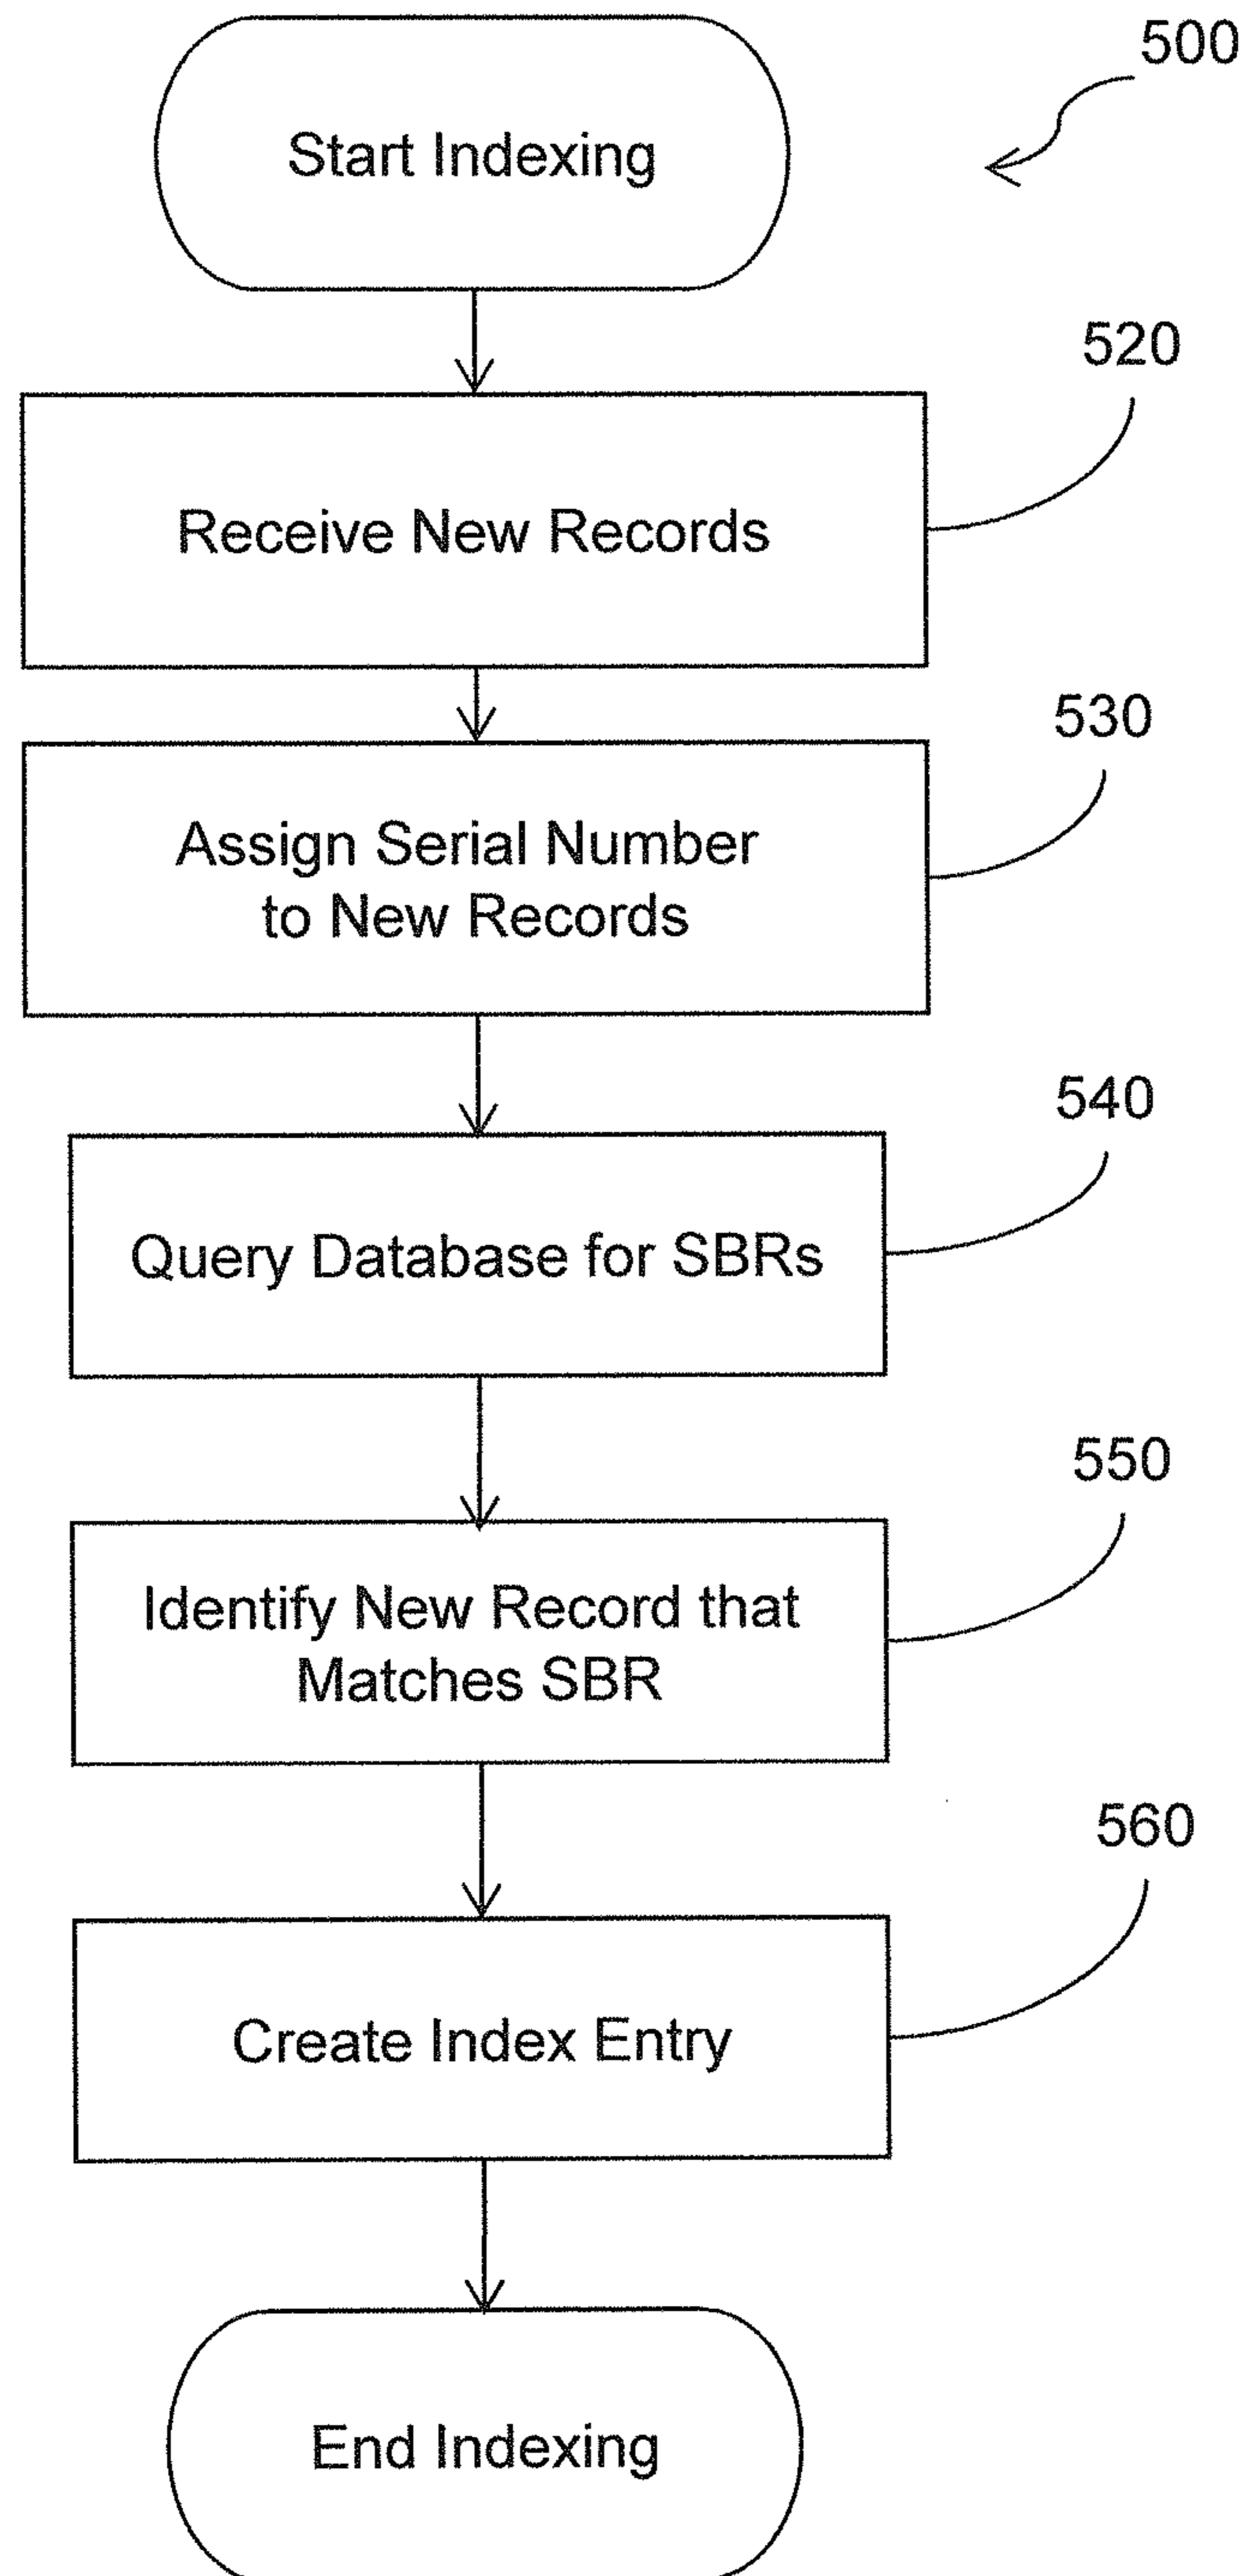 500
Start Indexing
520
Receive New Records
530
Assign Serial Number
to New Records
540
Query Database for SBRs
550
Identify New Record that
Matches SBR
560
Create Index Entry
End Indexing